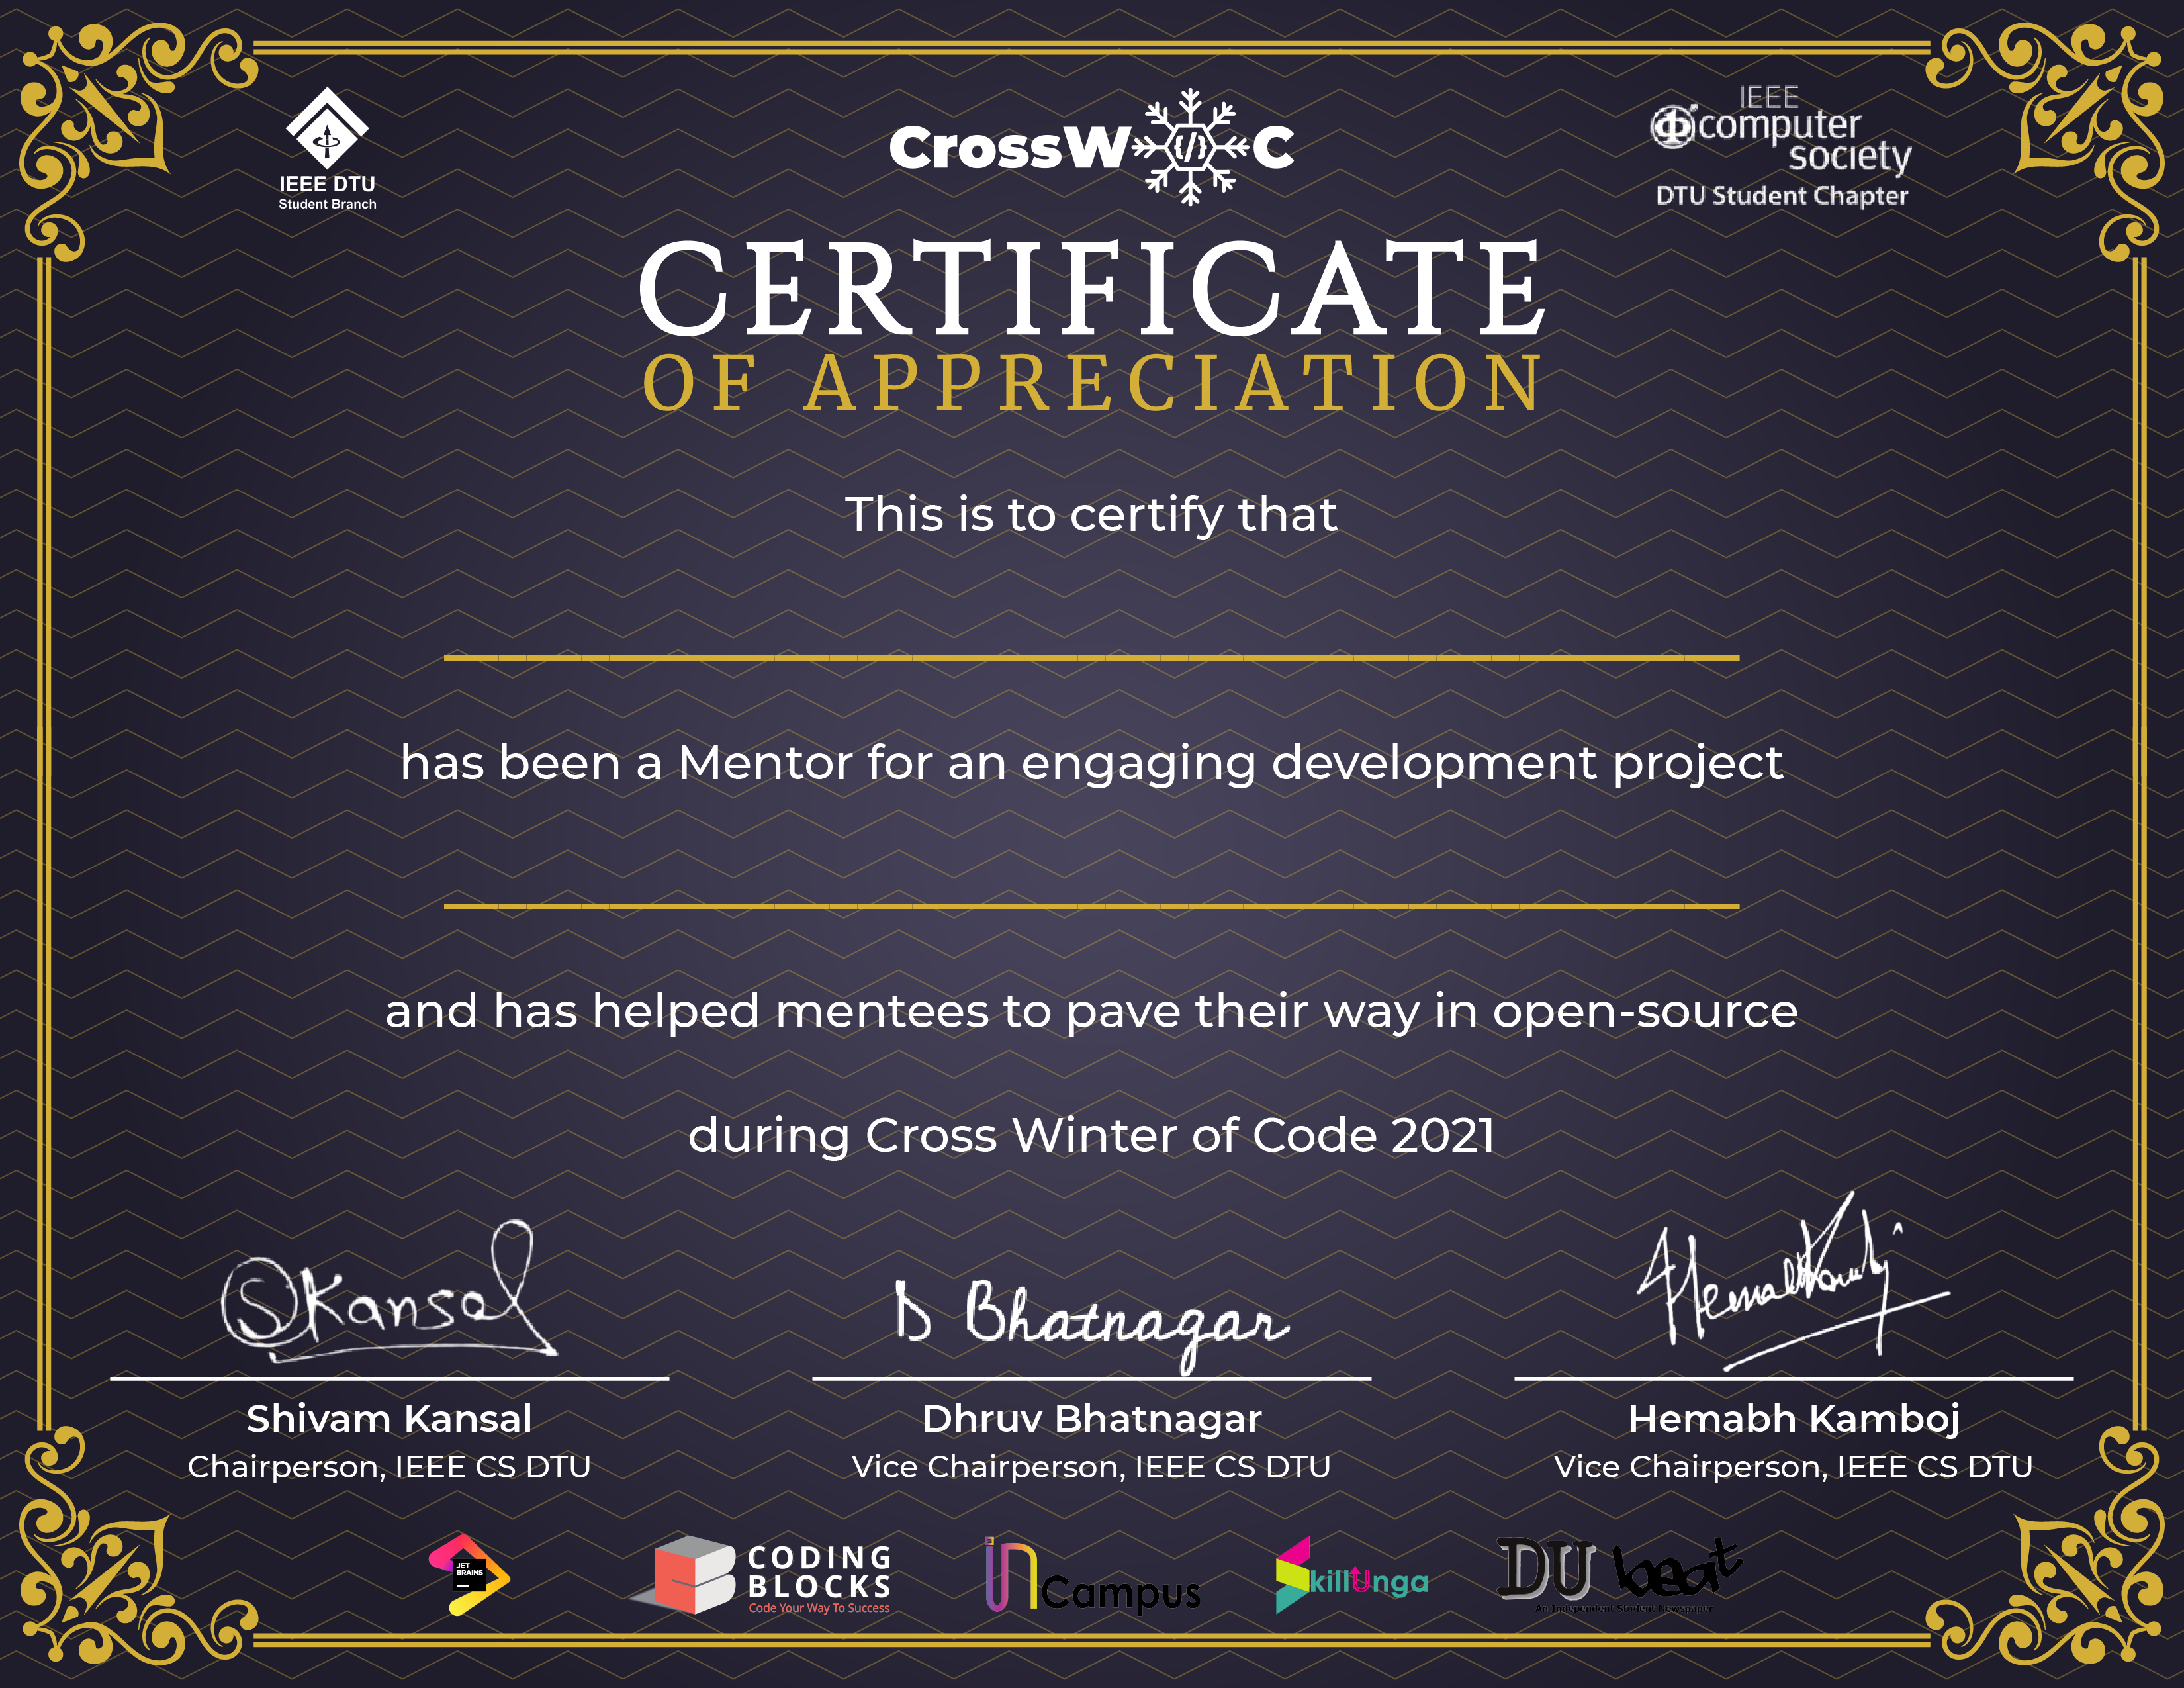 IEEE DTU
Student Branch
CrossW C
{/}
IEEE
computer
society
DTU Student Chapter
CERTIFICATE
OF APPRECIATION
This is to certify that
has been a Mentor for an engaging development project
and has helped mentees to pave their way in open-source
during Cross Winter of Code 2021
SKansal
D Bhatnagar
HemabhKamboj
Shivam Kansal
Chairperson, IEEE CS DTU
Dhruv Bhatnagar
Vice Chairperson, IEEE CS DTU
Hemabh Kamboj
Vice Chairperson, IEEE CS DTU
JET
BRAINS
CODING
BLOCKS
Code Your Way To Success
in Campus
SkillUnga
DU beat
An Independent Student Newspaper